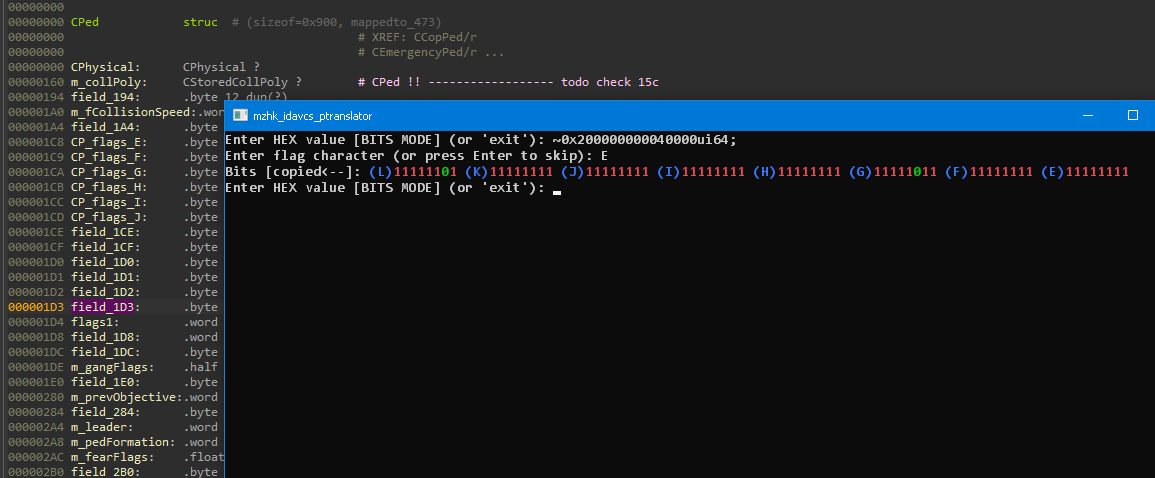 00000000
00000000 CPed struc # (sizeof=0x900, mappedto_473)
00000000 # XREF: CCopPed/r
00000000 # CEmergencyPed/r ...
00000000 CPhysical: CPhysical ?
00000160 m_collPoly: CStoredCollPoly ? # CPed !! ------------------ todo check 15c
00000194 field_194: .byte 12 dup(?)
000001A0 m_fCollisionSpeed:.wor
000001A4 field_1A4: .byte
000001C8 CP_flags_E: .byte
000001C9 CP_flags_F: .byte
000001CA CP_flags_G: .byte
000001CB CP_flags_H: .byte
000001CC CP_flags_I: .byte
000001CD CP_flags_J: .byte
000001CE field_1CE: .byte
000001CF field_1CF: .byte
000001D0 field_1D0: .byte
000001D1 field_1D1: .byte
000001D2 field_1D2: .byte
000001D3 field_1D3: .byte
000001D4 flags1: .word
000001D8 field_1D8: .word
000001DC field_1DC: .byte
000001DE m_gangFlags: .half
000001E0 field_1E0: .byte
00000280 m_prevObjective:.word
00000284 field_284: .byte
000002A4 m_leader: .word
000002A8 m_pedFormation: .word
000002AC m_fearFlags: .float
000002B0 field_2B0: .byte
mzhk_idavcs_ptranslator
Enter HEX value [BITS MODE] (or 'exit'): ~0x200000000040000ui64;
Enter flag character (or press Enter to skip): E
Bits [copied<--]: (L)11111101 (K)11111111 (J)11111111 (I)11111111 (H)11111111 (G)11111011 (F)11111111 (E)11111111
Enter HEX value [BITS MODE] (or 'exit'):